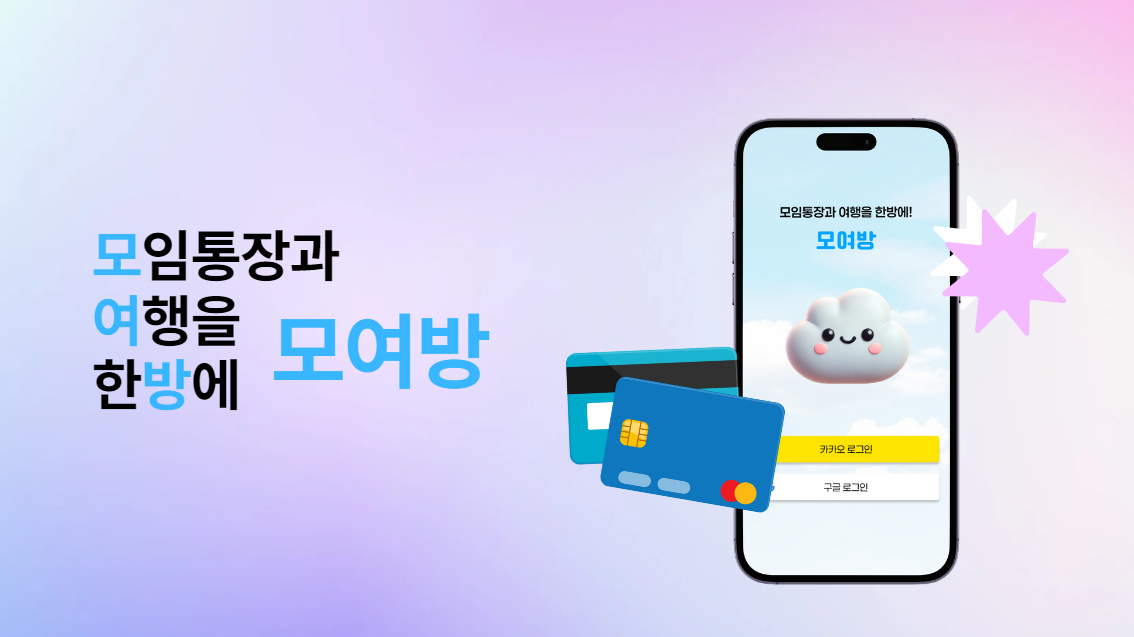 모임통장과
여행을
한방에
모여방
모임통장과 여행을 한방에!
모여방
카카오 로그인
구글 로그인